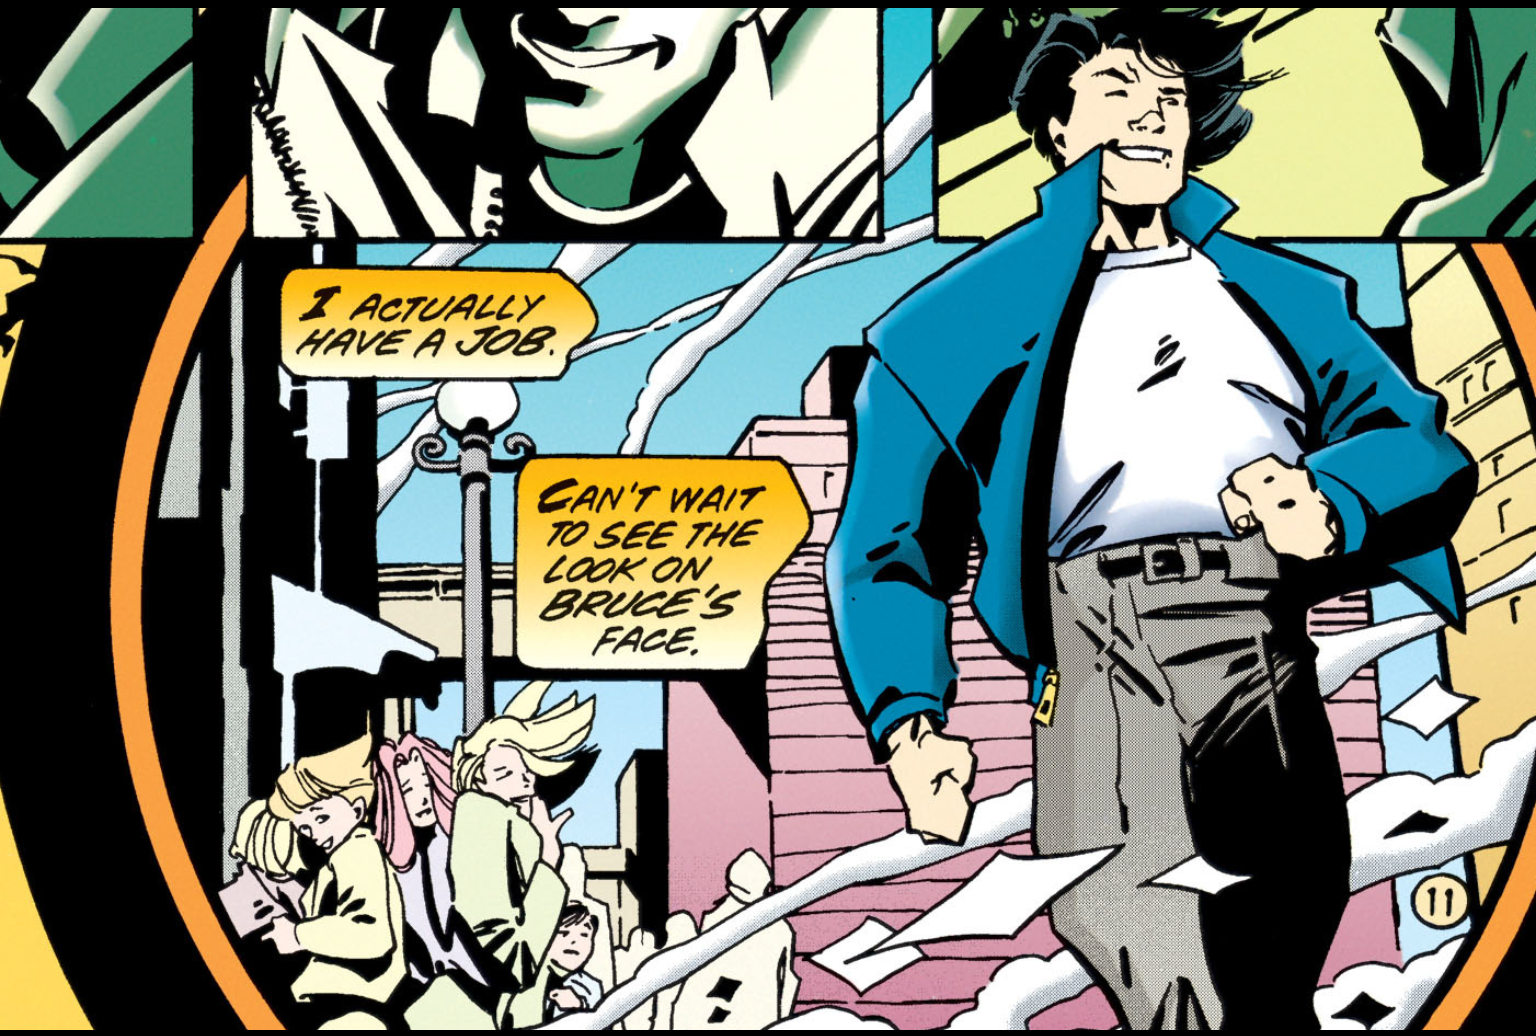 I ACTUALLY
HAVE A JOB.
CAN'T WAIT
TO SEE THE
LOOK ON
BRUCE'S
FACE.
11